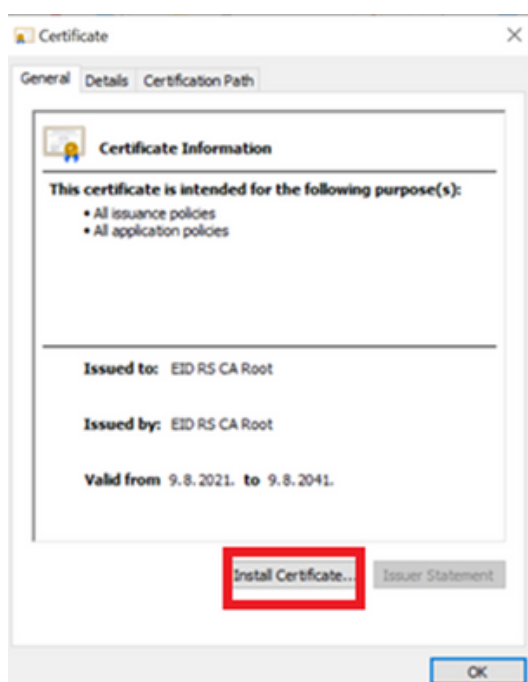 Certificate
General Details Certification Path
Certificate Information
This certificate is intended for the following purpose(s):
• All issuance policies
• All application policies
Issued to: EID RS CA Root
Issued by: EID RS CA Root
Valid from 9.8.2021. to 9.8.2041.
Install Certificate... Issuer Statement
OK